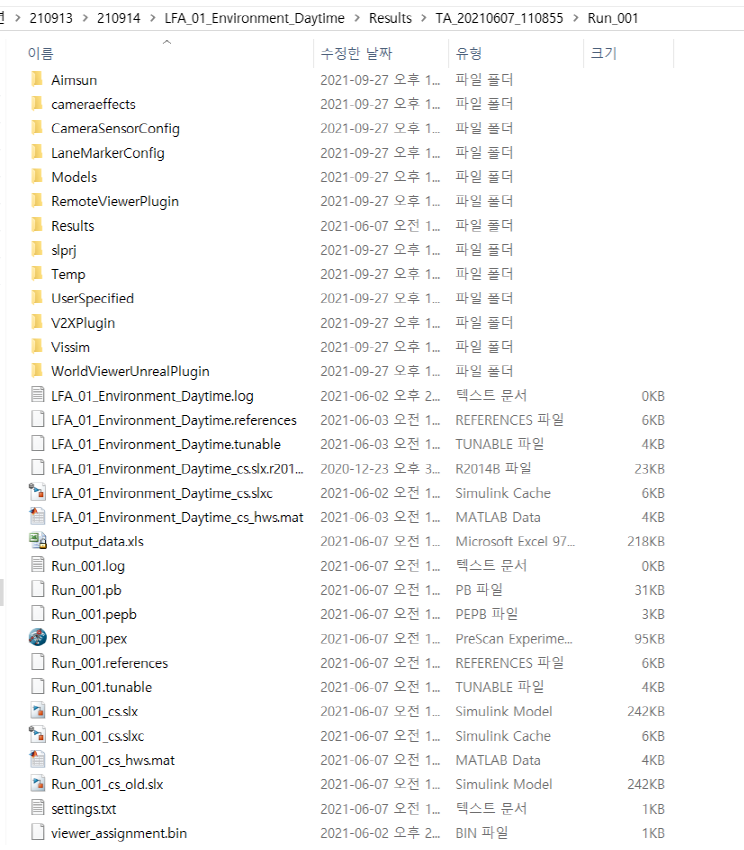 > 210913 > 210914 > LFA_01_Environment_Daytime > Results > TA_20210607_110855 > Run_001
이름 수정한 날짜 유형 크기
Aimsun 2021-09-27 오후 1... 파일 폴더
cameraeffects 2021-09-27 오후 1... 파일 폴더
CameraSensorConfig 2021-09-27 오후 1... 파일 폴더
LaneMarkerConfig 2021-09-27 오후 1... 파일 폴더
Models 2021-09-27 오후 1... 파일 폴더
RemoteViewerPlugin 2021-09-27 오후 1... 파일 폴더
Results 2021-06-07 오전 1... 파일 폴더
slprj 2021-09-27 오후 1... 파일 폴더
Temp 2021-09-27 오후 1... 파일 폴더
UserSpecified 2021-09-27 오후 1... 파일 폴더
V2XPlugin 2021-09-27 오후 1... 파일 폴더
Vissim 2021-09-27 오후 1... 파일 폴더
WorldViewerUnrealPlugin 2021-09-27 오후 1... 파일 폴더
LFA_01_Environment_Daytime.log 2021-06-02 오후 2... 텍스트 문서 0KB
LFA_01_Environment_Daytime.references 2021-06-03 오전 1... REFERENCES 파일 6KB
LFA_01_Environment_Daytime.tunable 2021-06-03 오전 1... TUNABLE 파일 4KB
LFA_01_Environment_Daytime_cs.slx.r201... 2020-12-23 오후 3... R2014B 파일 23KB
LFA_01_Environment_Daytime_cs.slxc 2021-06-02 오전 1... Simulink Cache 6KB
LFA_01_Environment_Daytime_cs_hws.mat 2021-06-03 오전 1... MATLAB Data 4KB
output_data.xls 2021-06-07 오전 1... Microsoft Excel 97... 218KB
Run_001.log 2021-06-07 오전 1... 텍스트 문서 0KB
Run_001.pb 2021-06-07 오전 1... PB 파일 31KB
Run_001.pepb 2021-06-07 오전 1... PEPB 파일 3KB
Run_001.pex 2021-06-07 오전 1... PreScan Experime... 95KB
Run_001.references 2021-06-07 오전 1... REFERENCES 파일 6KB
Run_001.tunable 2021-06-07 오전 1... TUNABLE 파일 4KB
Run_001_cs.slx 2021-06-07 오전 1... Simulink Model 242KB
Run_001_cs.slxc 2021-06-07 오전 1... Simulink Cache 6KB
Run_001_cs_hws.mat 2021-06-07 오전 1... MATLAB Data 4KB
Run_001_cs_old.slx 2021-06-07 오전 1... Simulink Model 242KB
settings.txt 2021-06-07 오전 1... 텍스트 문서 1KB
viewer_assignment.bin 2021-06-02 오후 2... BIN 파일 1KB